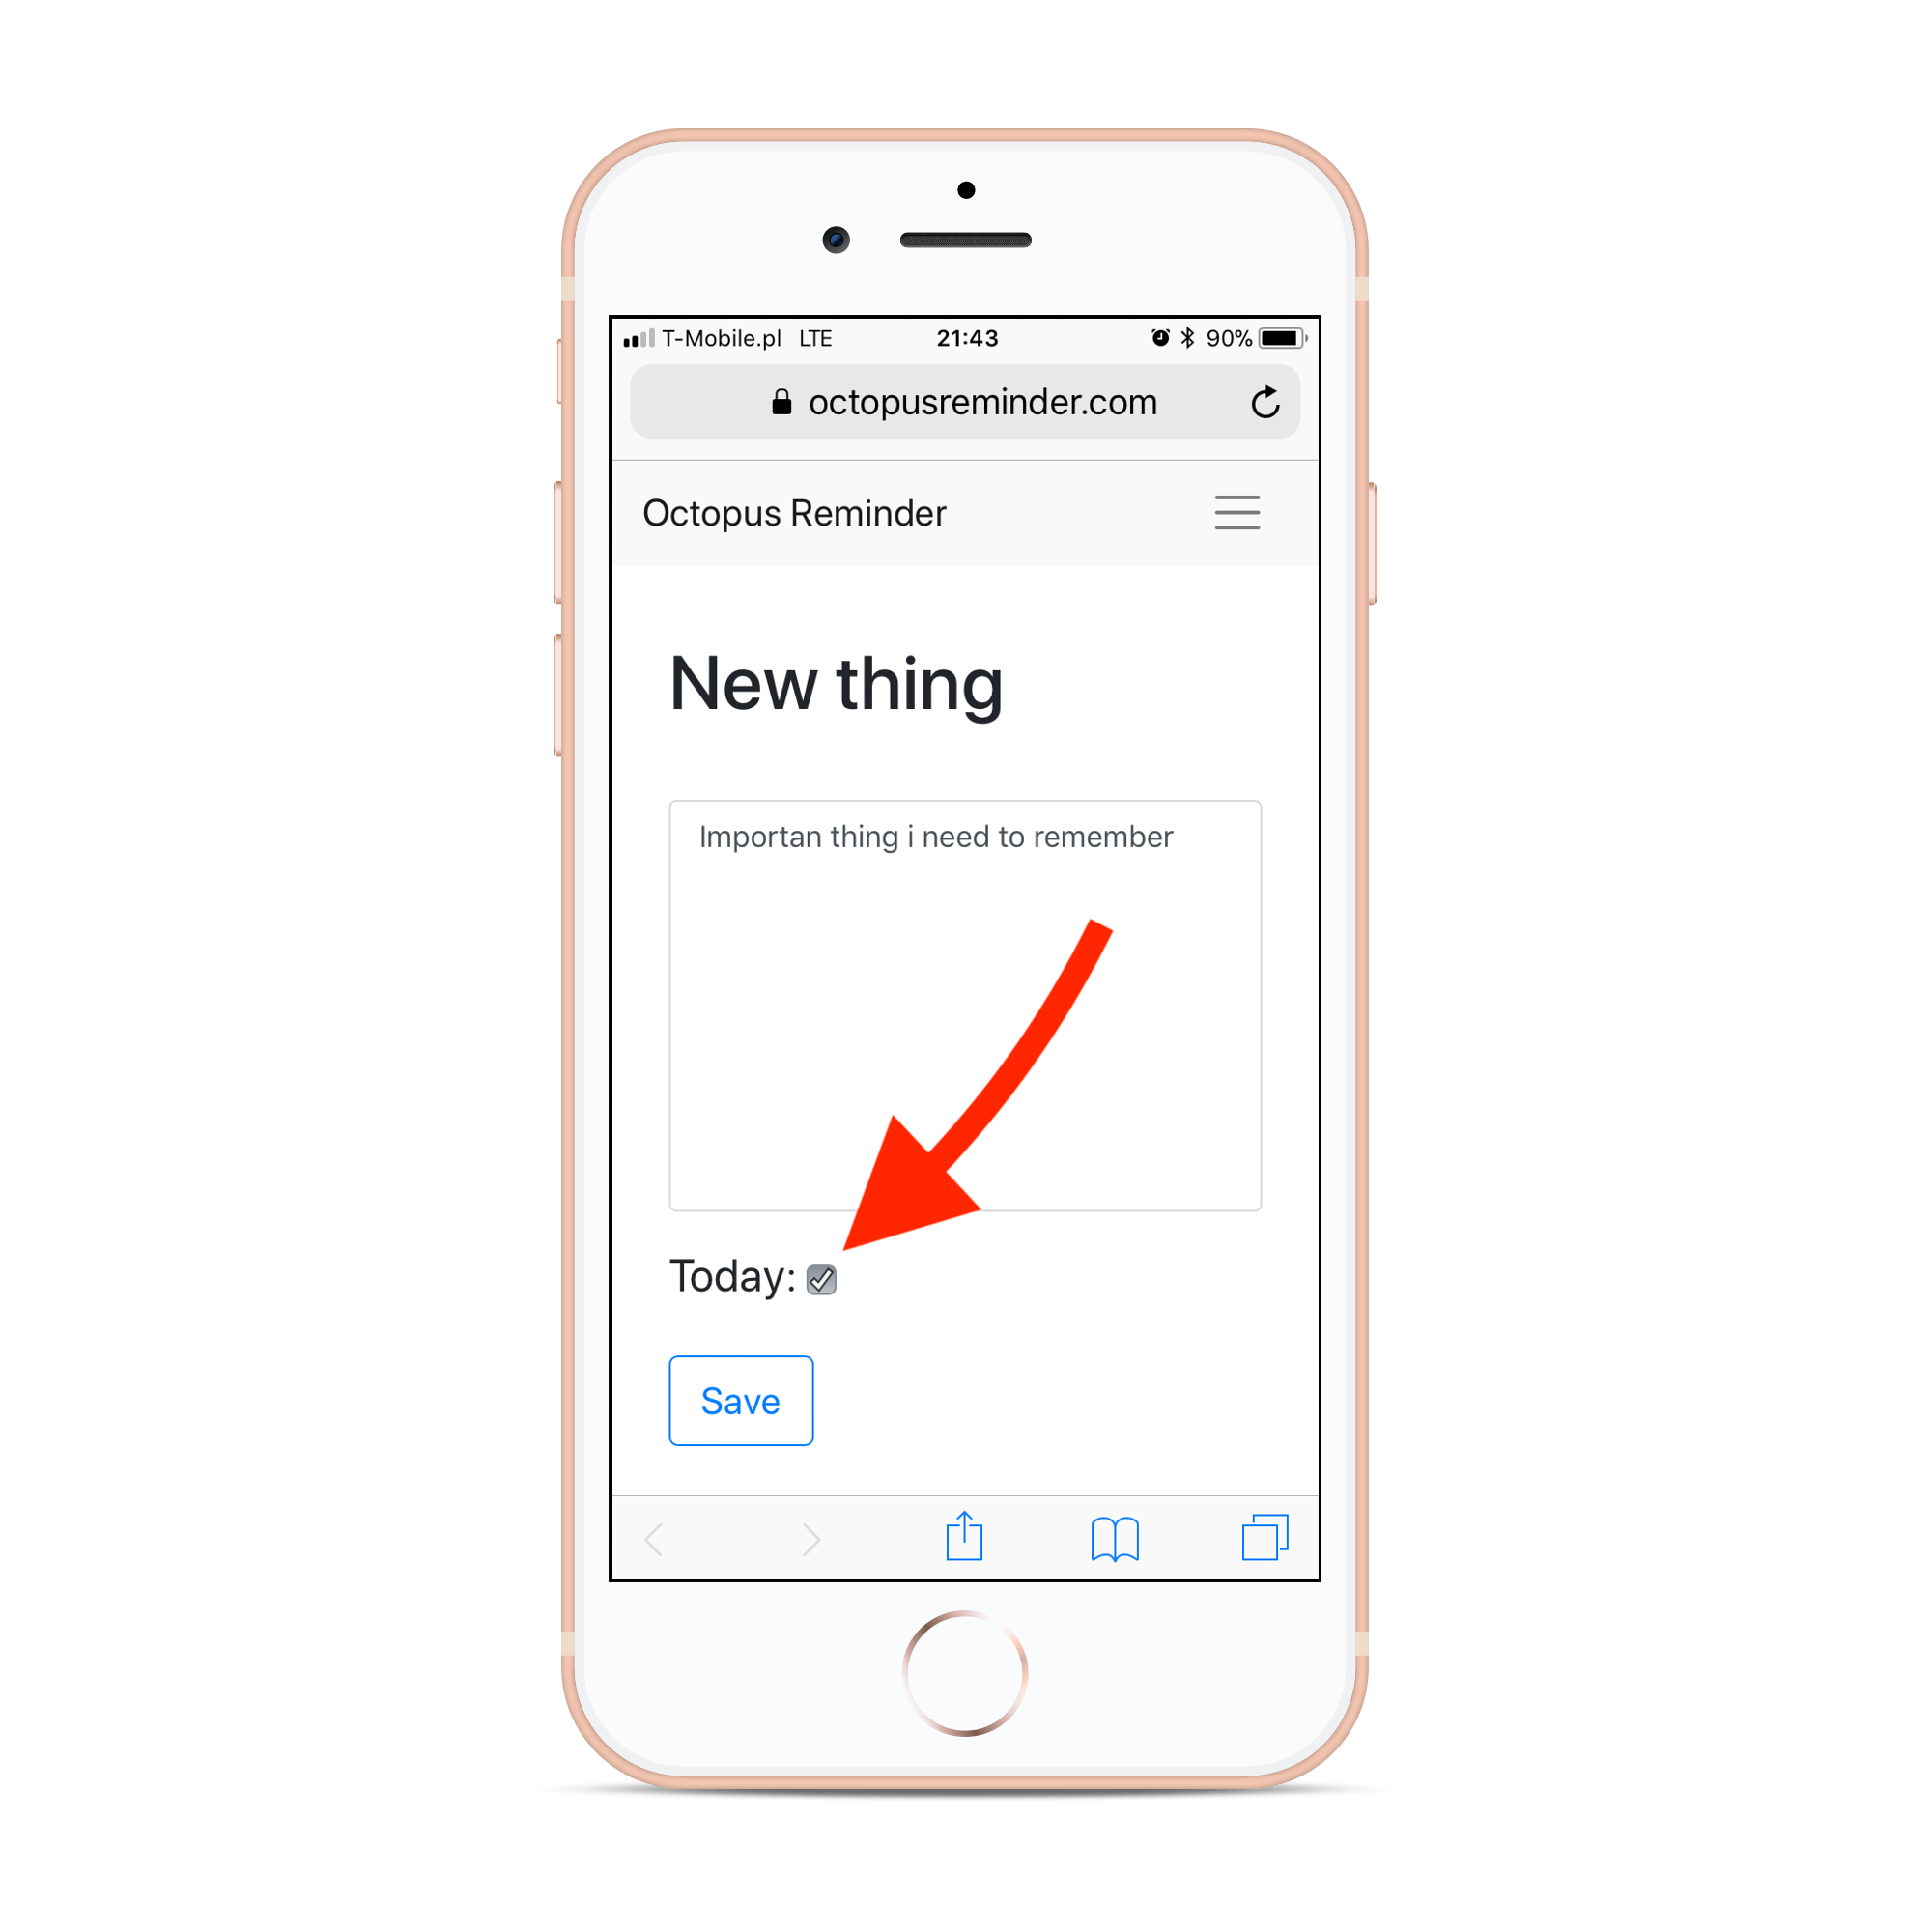 T-Mobile.pl LTE 21:43 90%
octopusreminder.com
Octopus Reminder
New thing
Importan thing i need to remember
Today:
Save